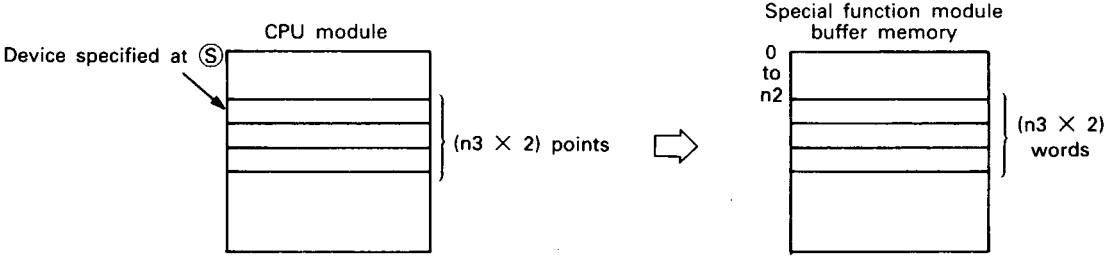 CPU module
Device specified at Ⓢ
(n3 × 2) points
Special function module
buffer memory
0
to
n2
(n3 × 2)
words